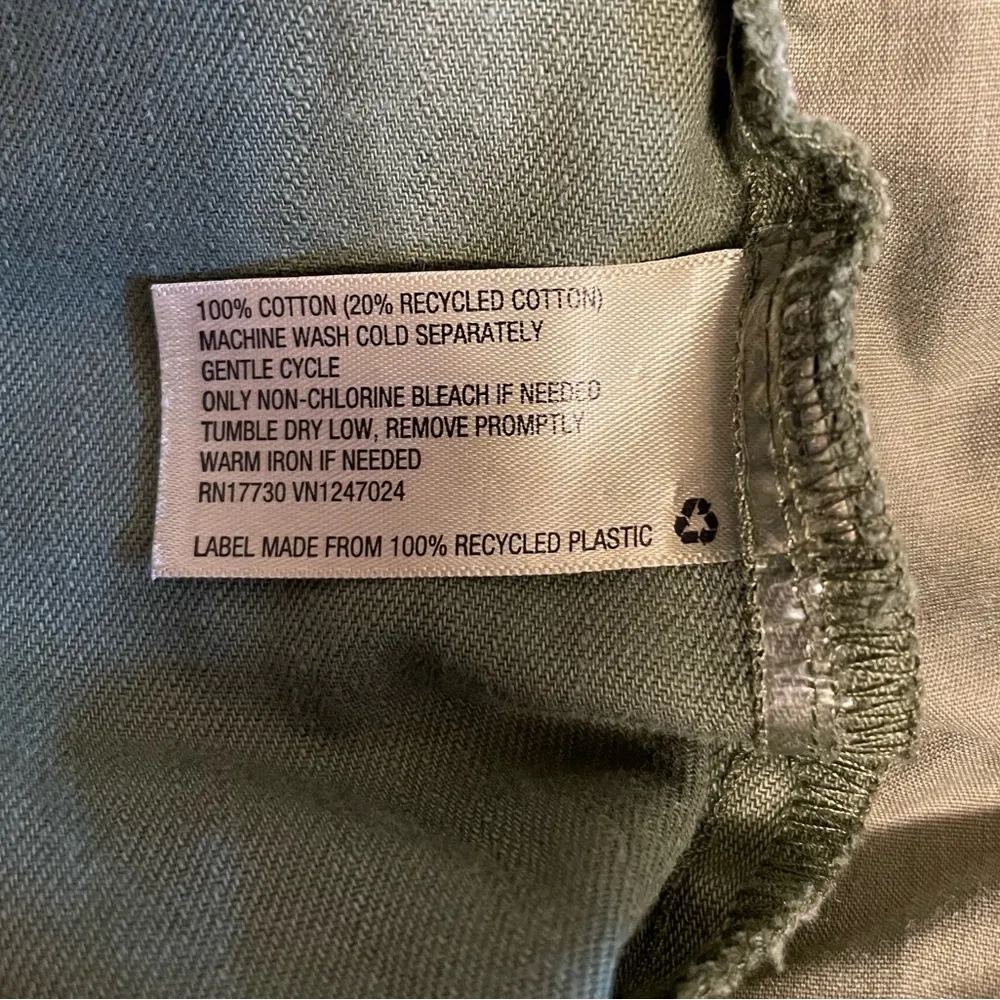 100% COTTON (20% RECYCLED COTTON)
MACHINE WASH COLD SEPARATELY
GENTLE CYCLE
ONLY NON-CHLORINE BLEACH IF NEEDED
TUMBLE DRY LOW, REMOVE PROMPTLY
WARM IRON IF NEEDED
RN17730 VN1247024
LABEL MADE FROM 100% RECYCLED PLASTIC